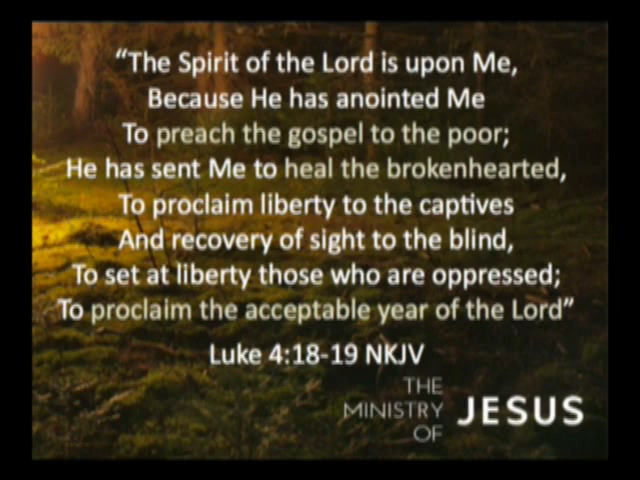 “The Spirit of the Lord is upon Me,
Because He has anointed Me
To preach the gospel to the poor;
He has sent Me to heal the brokenhearted,
To proclaim liberty to the captives
And recovery of sight to the blind,
To set at liberty those who are oppressed;
To proclaim the acceptable year of the Lord”
Luke 4:18-19 NKJV
THE
MINISTRY
OF
JESUS